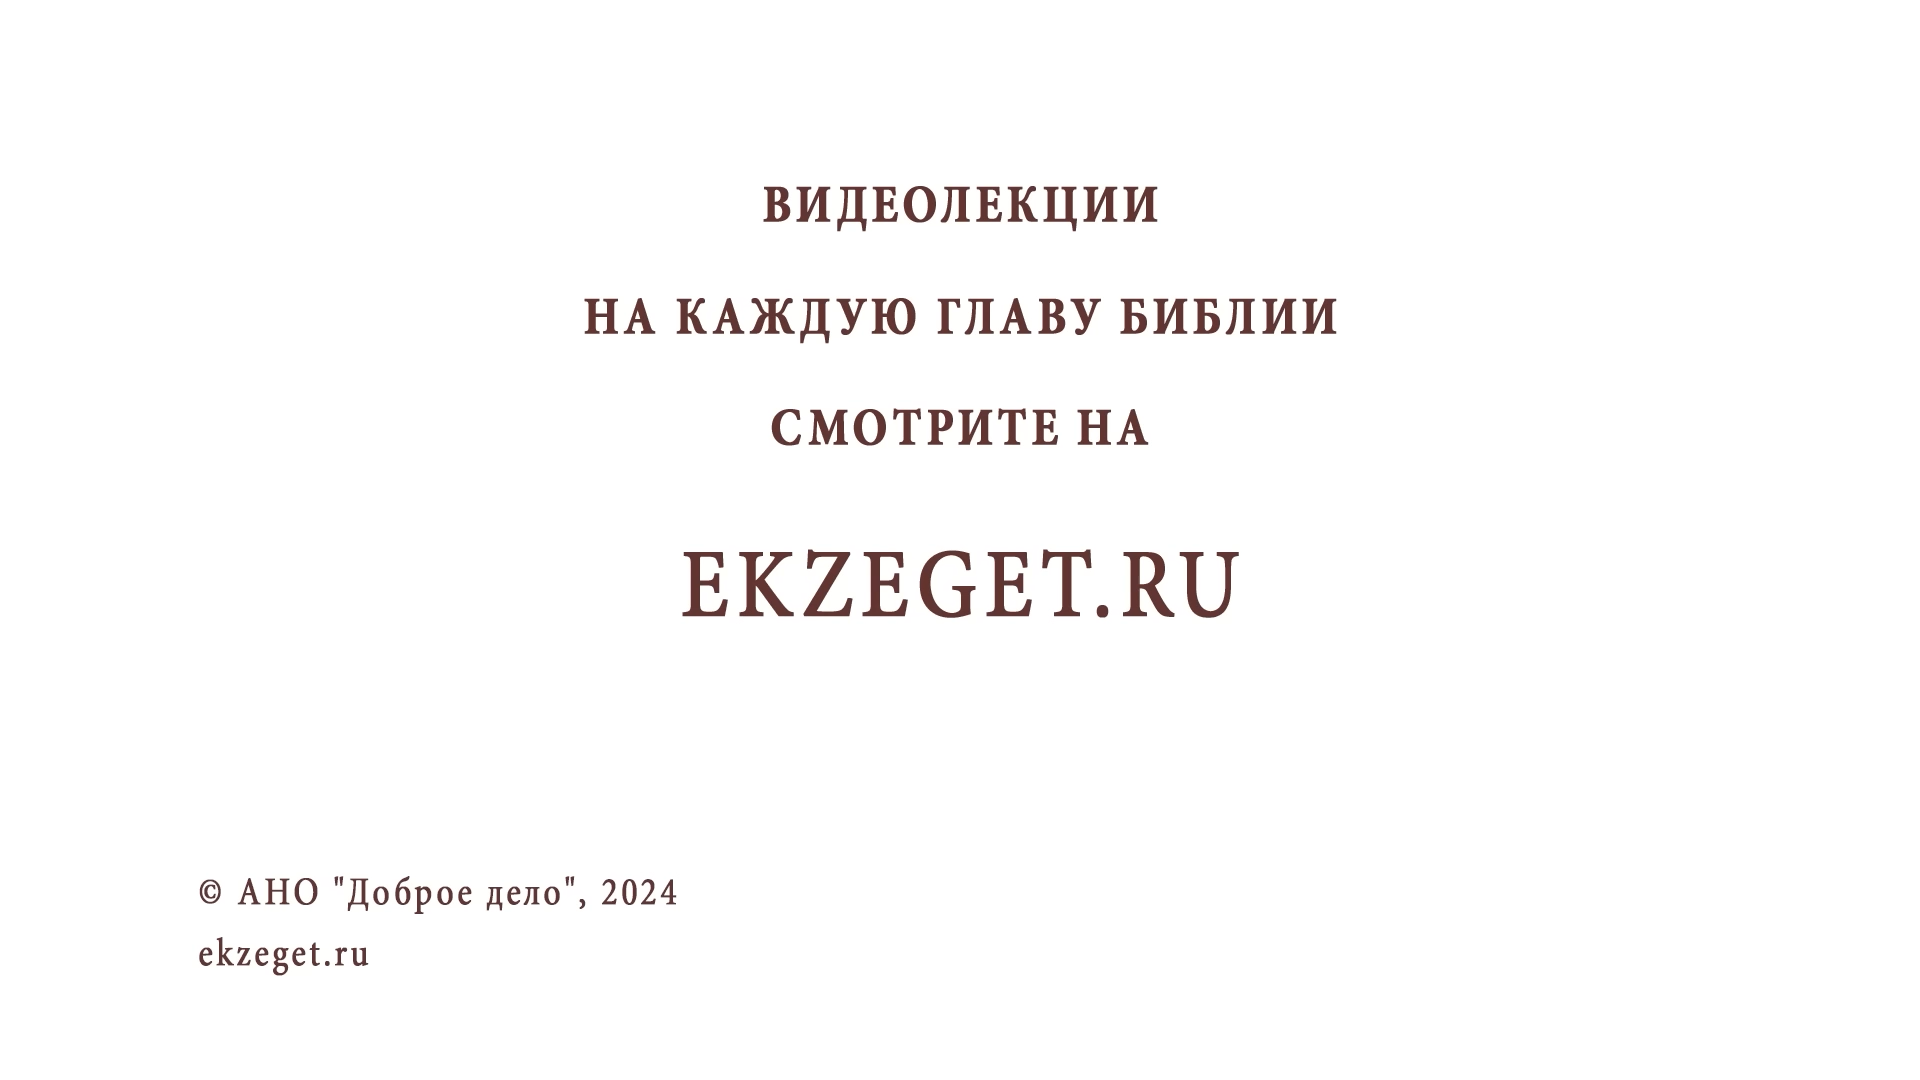 ВИДЕОЛЕКЦИИ
НА КАЖДУЮ ГЛАВУ БИБЛИИ
СМОТРИТЕ НА
EKZEGET.RU
© АНО "Доброе дело", 2024
ekzeget.ru